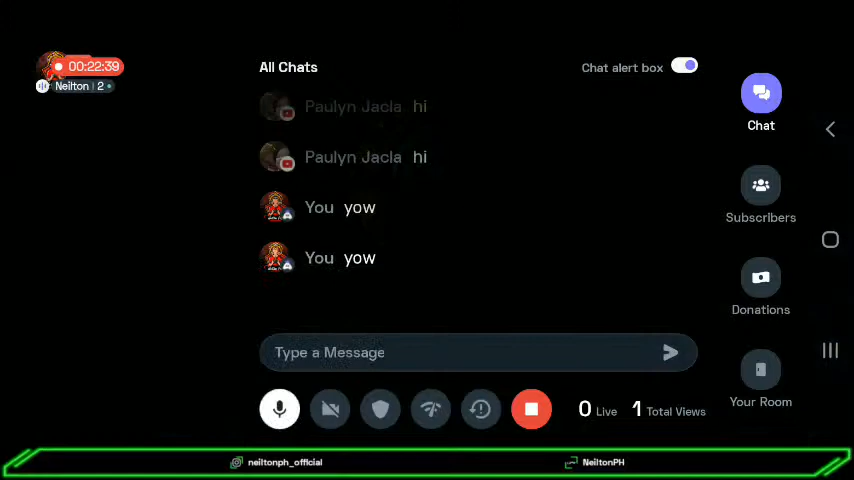 00:22:39
Neilton | 2
All Chats
Chat alert box
Paulyn Jacla hi
Paulyn Jacla hi
You yow
You yow
Type a Message
Chat
Subscribers
Donations
Your Room
0 Live 1 Total Views
neiltonph_official
NeiltonPH